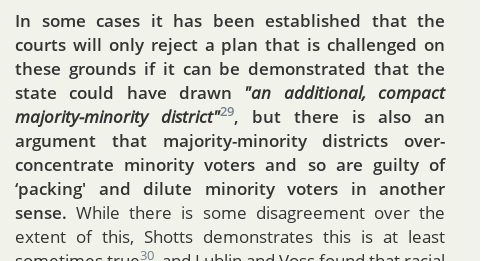 In some cases it has been established that the
courts will only reject a plan that is challenged on
these grounds if it can be demonstrated that the
state could have drawn "an additional, compact
majority-minority district"29, but there is also an
argument that majority-minority districts over-
concentrate minority voters and so are guilty of
‘packing' and dilute minority voters in another
sense. While there is some disagreement over the
extent of this, Shotts demonstrates this is at least
sometimes true30, and Lublin and Voss found that racial